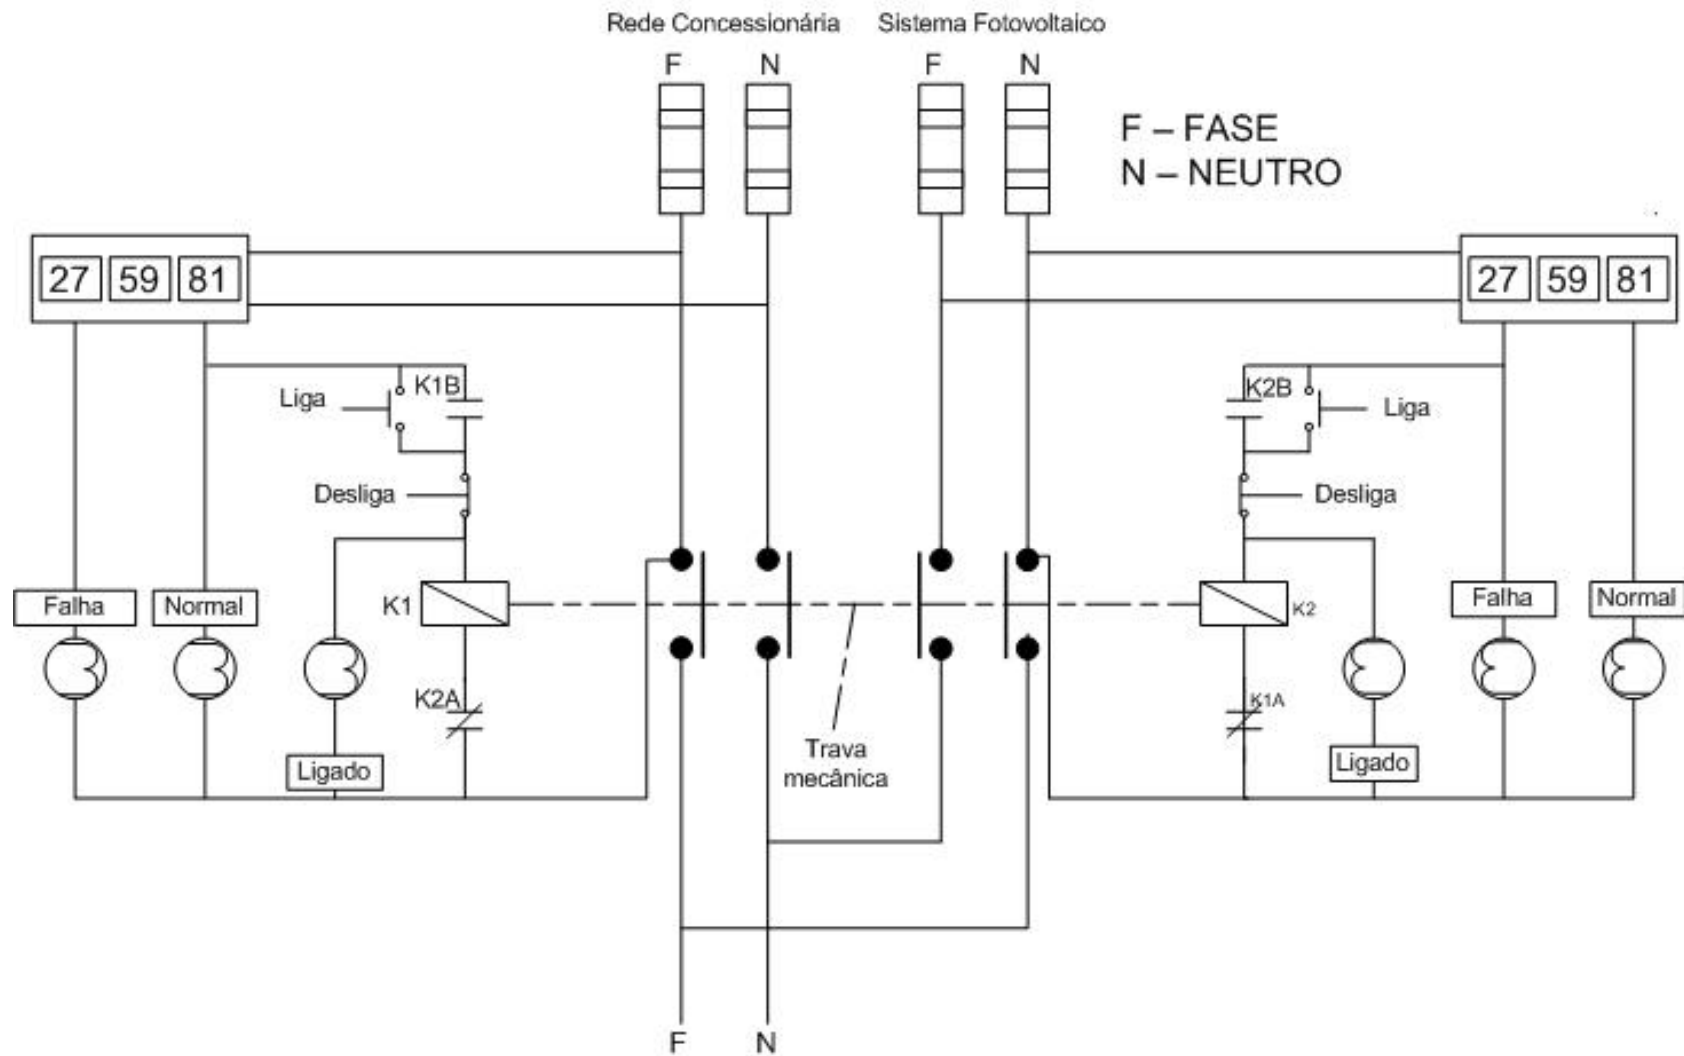 Rede Concessionária
Sistema Fotovoltaico
F
N
F
N
F – FASE
N – NEUTRO
27 59 81
27 59 81
K1B
Liga
K2B
Liga
Desliga
Desliga
Falha
Normal
K1
K2
Falha
Normal
K2A
K1A
Trava
mecânica
Ligado
Ligado
F
N